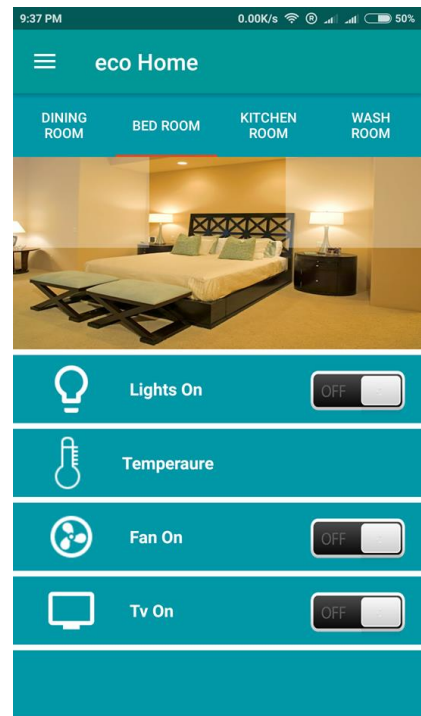 9:37 PM 0.00K/s R 50%
eco Home
DINING ROOM
BED ROOM
KITCHEN ROOM
WASH ROOM
Lights On OFF
Temperaure
Fan On OFF
Tv On OFF